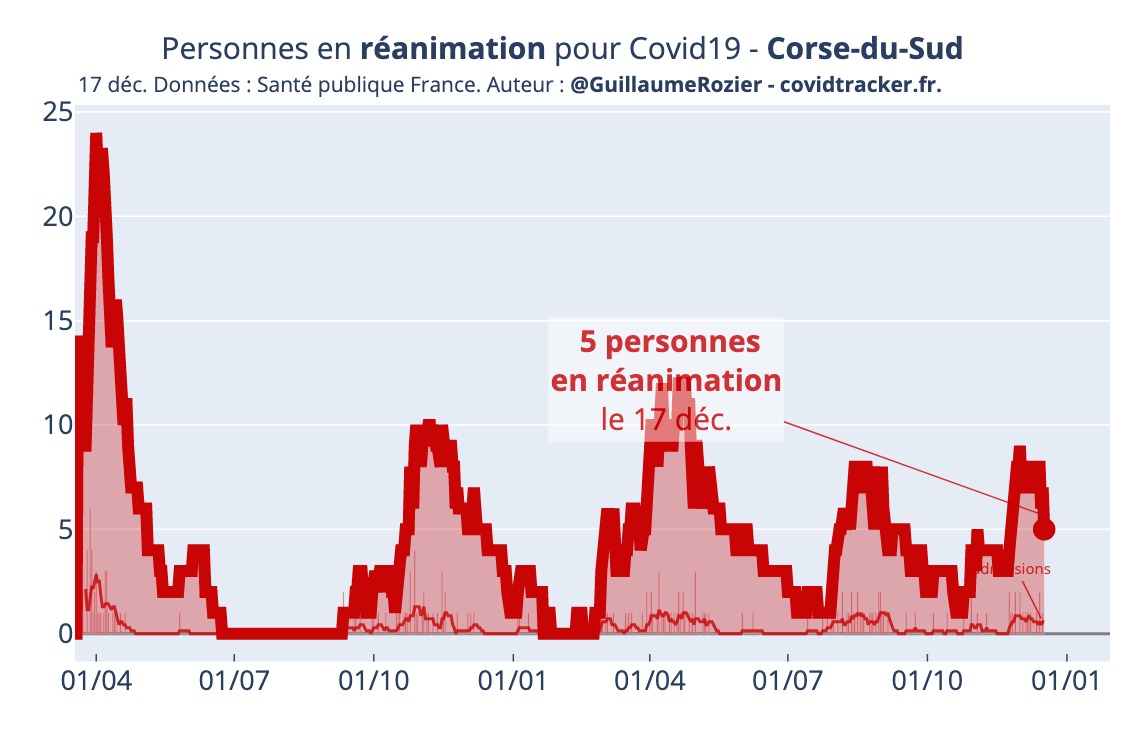 Personnes en réanimation pour Covid19 - Corse-du-Sud
17 déc. Données : Santé publique France. Auteur : @GuillaumeRozier - covidtracker.fr.
25
20
15
10
5
0
5 personnes
en réanimation
le 17 déc.
01/04
01/07
01/10
01/01
01/04
01/07
01/10
01/01